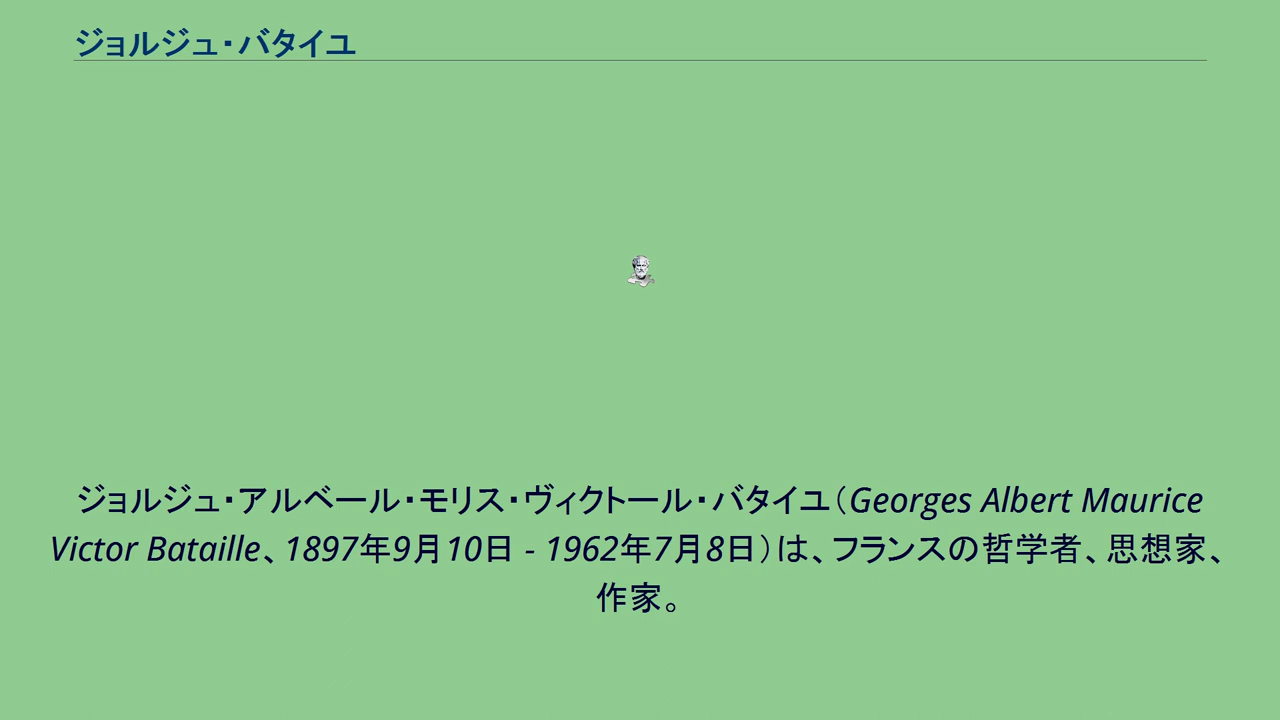 ジョルジュ・バタイユ
ジョルジュ・アルベール・モリス・ヴィクトール・バタイユ（Georges Albert Maurice
Victor Bataille、1897年9月10日 - 1962年7月8日）は、フランスの哲学者、思想家、
作家。